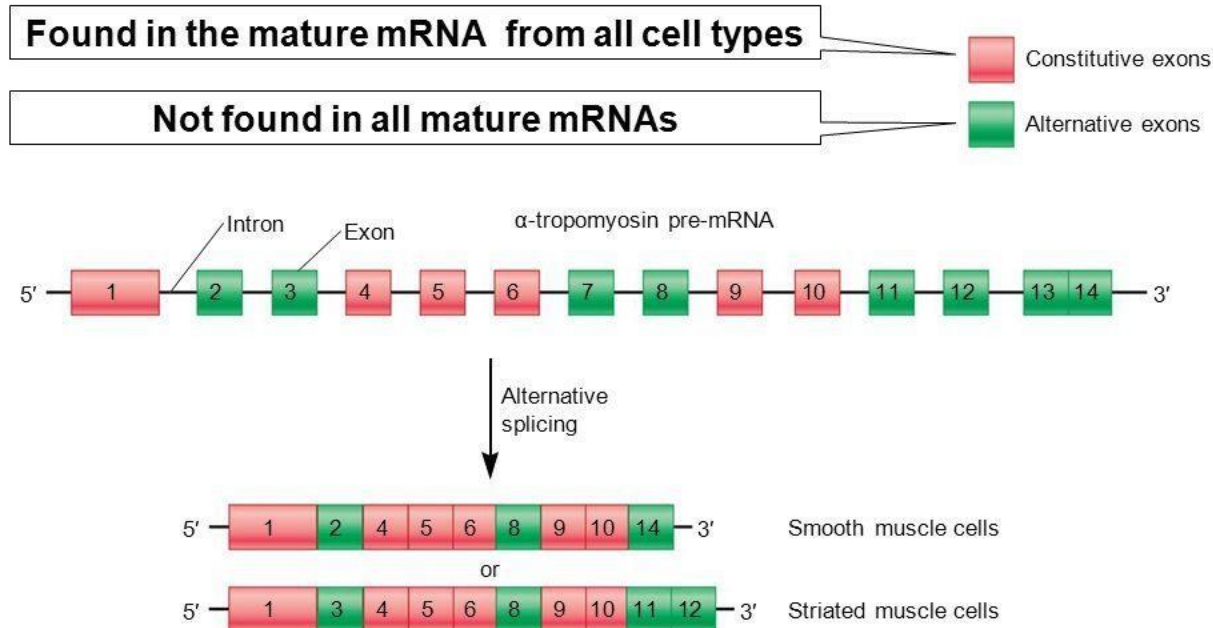 Found in the mature mRNA from all cell types
Constitutive exons
Not found in all mature mRNAs
Alternative exons
Intron
Exon
α-tropomyosin pre-mRNA
5′ 1 2 3 4 5 6 7 8 9 10 11 12 13 14 3′
Alternative
splicing
5′ 1 2 4 5 6 8 9 10 14 3′ Smooth muscle cells
or
5′ 1 3 4 5 6 8 9 10 11 12 3′ Striated muscle cells